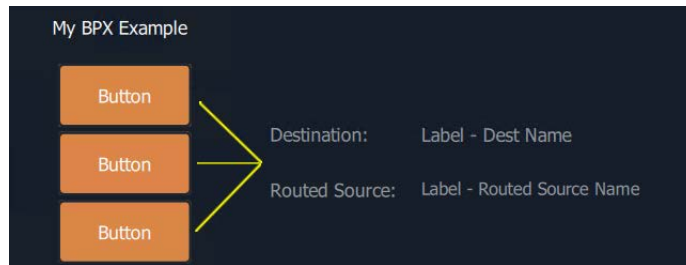 My BPX Example
Button
Destination: Label - Dest Name
Button
Routed Source: Label - Routed Source Name
Button